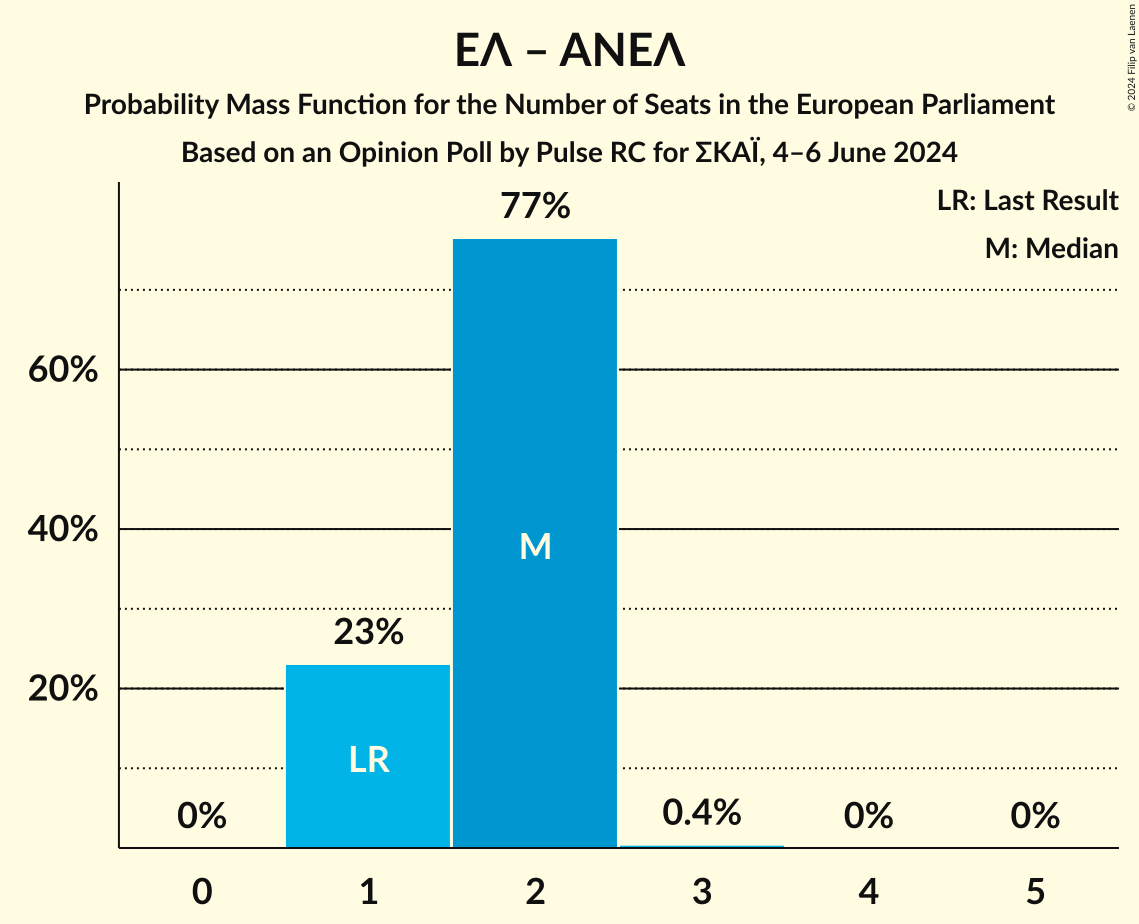 ΕΛ – ΑΝΕΛ
Probability Mass Function for the Number of Seats in the European Parliament
Based on an Opinion Poll by Pulse RC for ΣΚΑΪ, 4–6 June 2024
© 2024 Filip van Laenen
LR: Last Result
M: Median
77%
60%
40%
M
23%
20%
LR
0%
0.4%
0%
0%
0
1
2
3
4
5